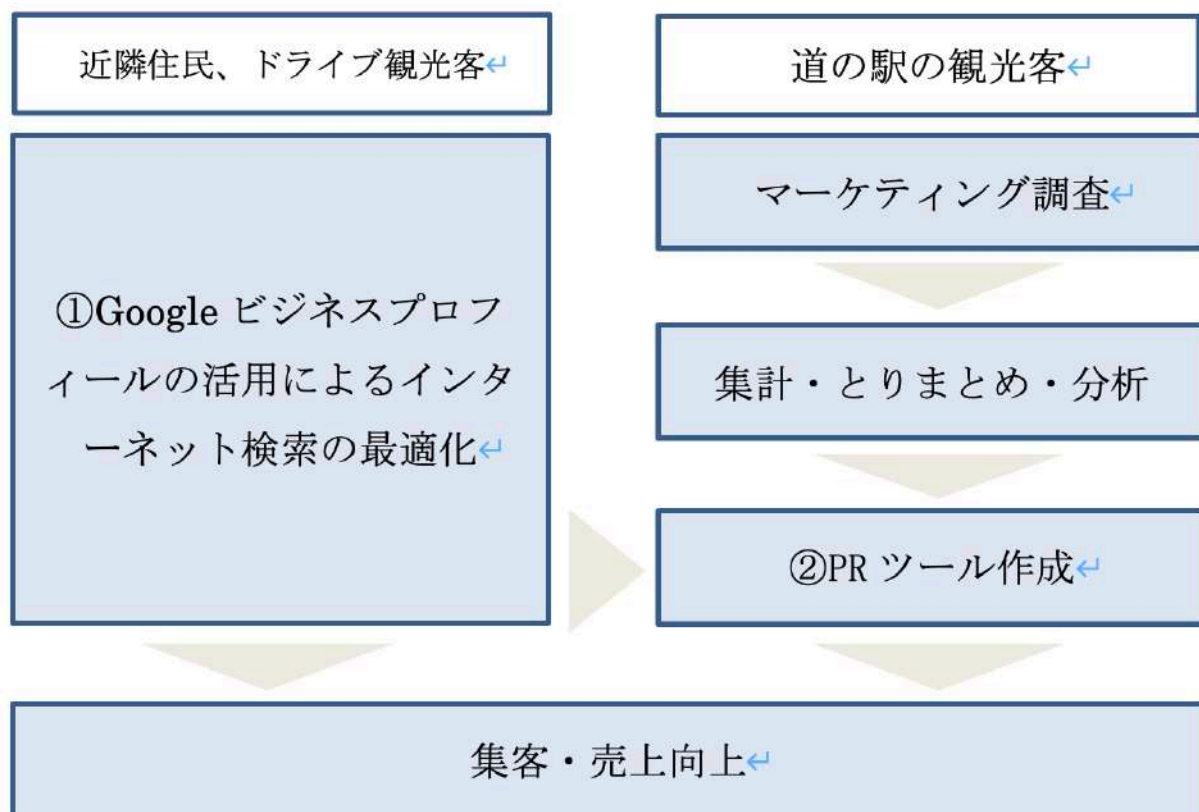 近隣住民、ドライブ観光客↵
道の駅の観光客↵
①Google ビジネスプロフ
ィールの活用によるインタ
ーネット検索の最適化↵
マーケティング調査↵
集計・とりまとめ・分析
②PR ツール作成↵
集客・売上向上↵